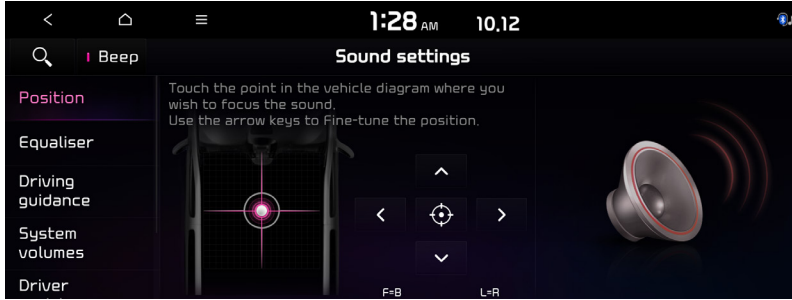 1:28 AM 10.12
Beep
Sound settings
Position
Touch the point in the vehicle diagram where you
wish to focus the sound.
Use the arrow keys to Fine-tune the position.
Equaliser
Driving
guidance
System
volumes
Driver
F=B L=R